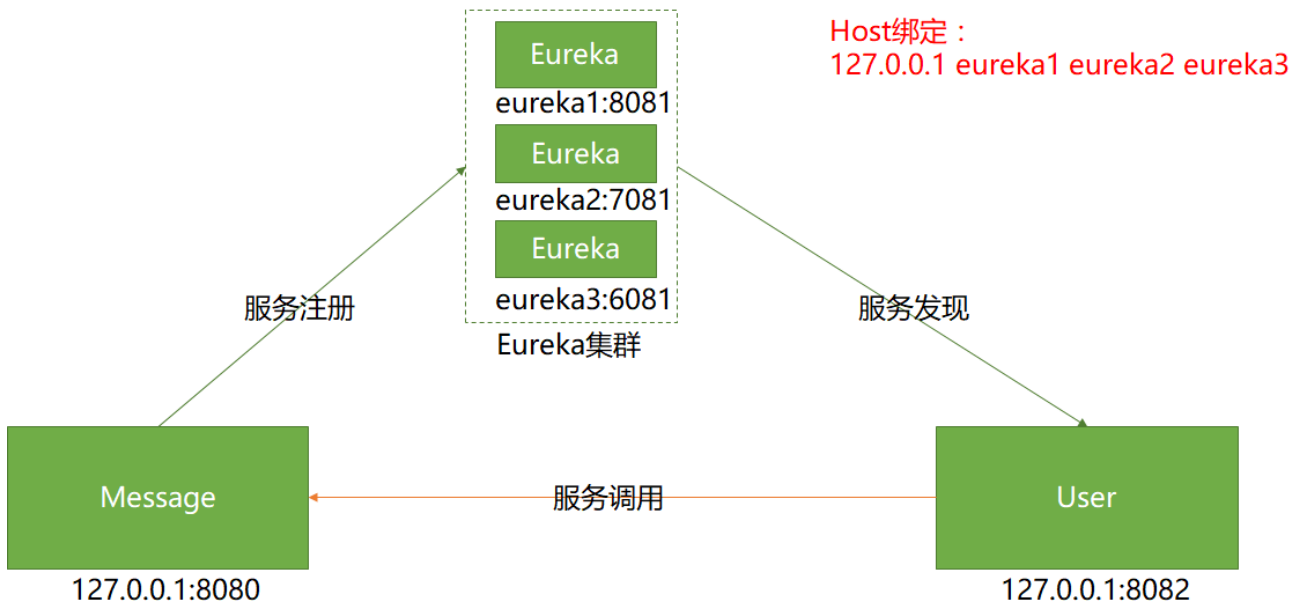 Host绑定：
127.0.0.1 eureka1 eureka2 eureka3
Eureka
eureka1:8081
Eureka
eureka2:7081
Eureka
eureka3:6081
Eureka集群
服务注册
服务发现
Message
服务调用
User
127.0.0.1:8080
127.0.0.1:8082